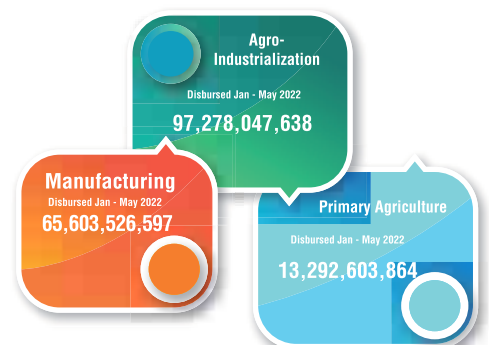 Agro-
Industrialization
Disbursed Jan - May 2022
97,278,047,638
Manufacturing
Disbursed Jan - May 2022
65,603,526,597
Primary Agriculture
Disbursed Jan - May 2022
13,292,603,864